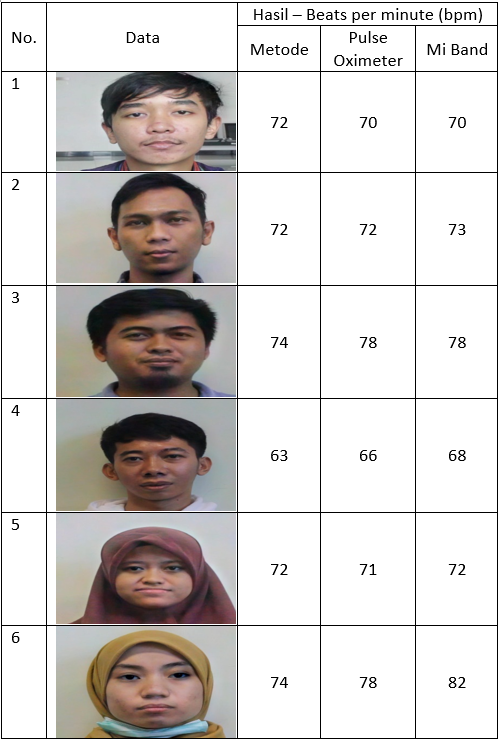 No. Data Hasil – Beats per minute (bpm)
Metode Pulse Oximeter Mi Band
1 72 70 70
2 72 72 73
3 74 78 78
4 63 66 68
5 72 71 72
6 74 78 82